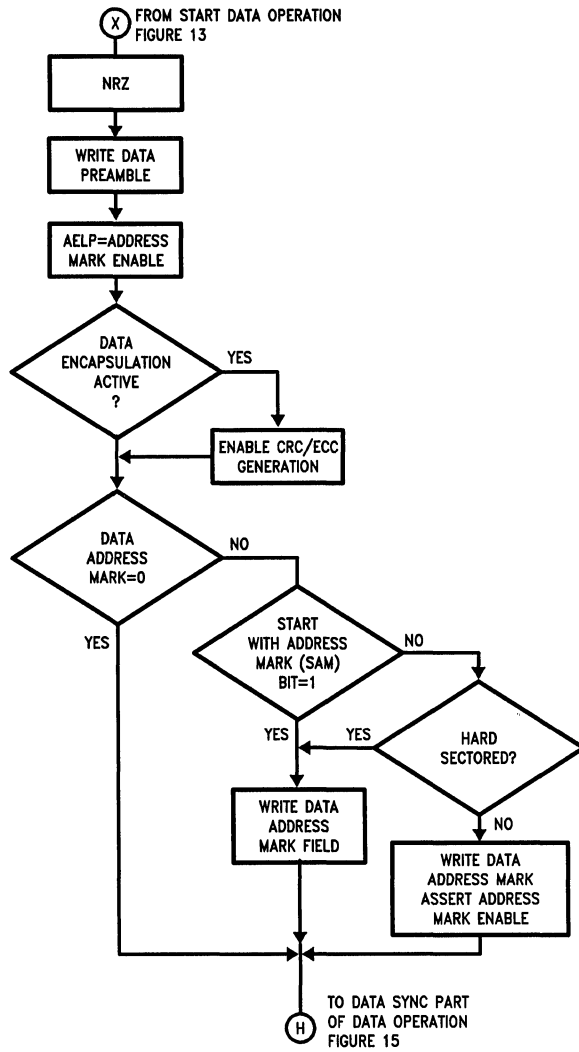 X
FROM START DATA OPERATION
FIGURE 13
NRZ
WRITE DATA
PREAMBLE
AELP=ADDRESS
MARK ENABLE
DATA
ENCAPSULATION
ACTIVE
?
YES
ENABLE CRC/ECC
GENERATION
DATA
ADDRESS
MARK=0
NO
YES
START
WITH ADDRESS
MARK (SAM)
BIT=1
NO
YES
HARD
SECTORED?
YES
NO
WRITE DATA
ADDRESS
MARK FIELD
WRITE DATA
ADDRESS MARK
ASSERT ADDRESS
MARK ENABLE
H
TO DATA SYNC PART
OF DATA OPERATION
FIGURE 15